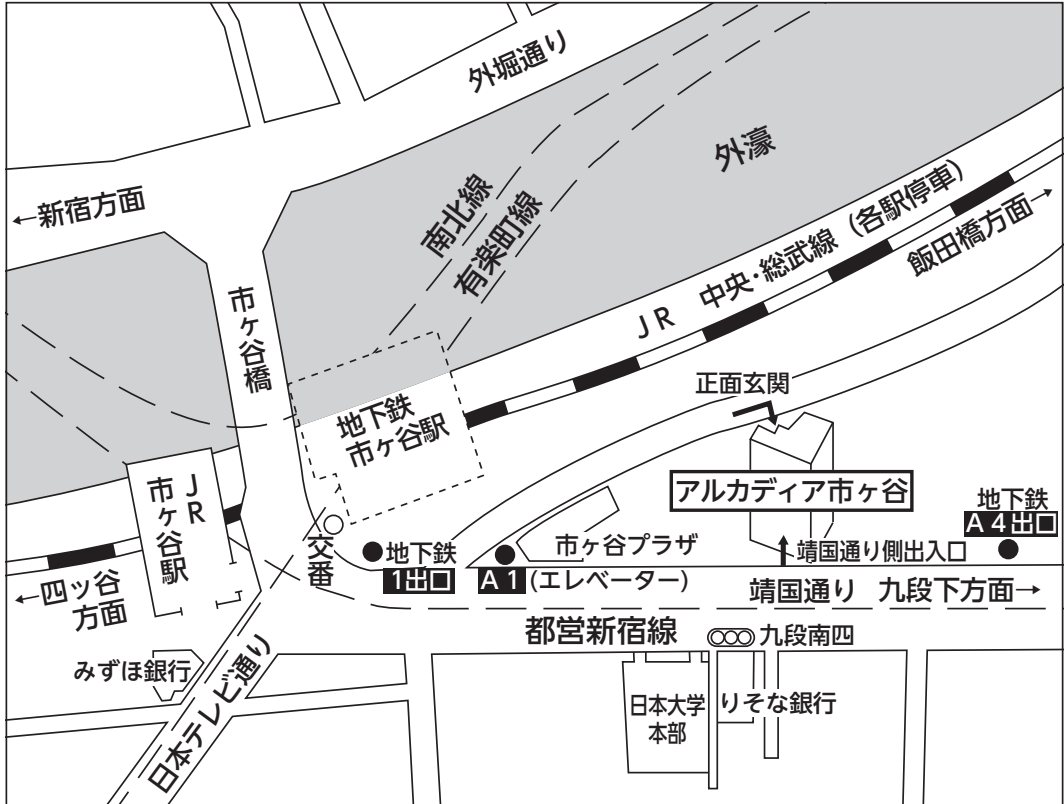 外堀通り
外濠
←新宿方面
南北線
有楽町線
JR 中央・総武線（各駅停車）
飯田橋方面→
市ヶ谷橋
地下鉄
市ヶ谷駅
正面玄関
アルカディア市ヶ谷
JR
市ヶ谷駅
地下鉄
A4出口
交番
地下鉄
1出口
市ヶ谷プラザ
A1(エレベーター)
靖国通り側出入口
←四ッ谷
方面
靖国通り 九段下方面→
都営新宿線
九段南四
みずほ銀行
日本テレビ通り
日本大学
本部
りそな銀行